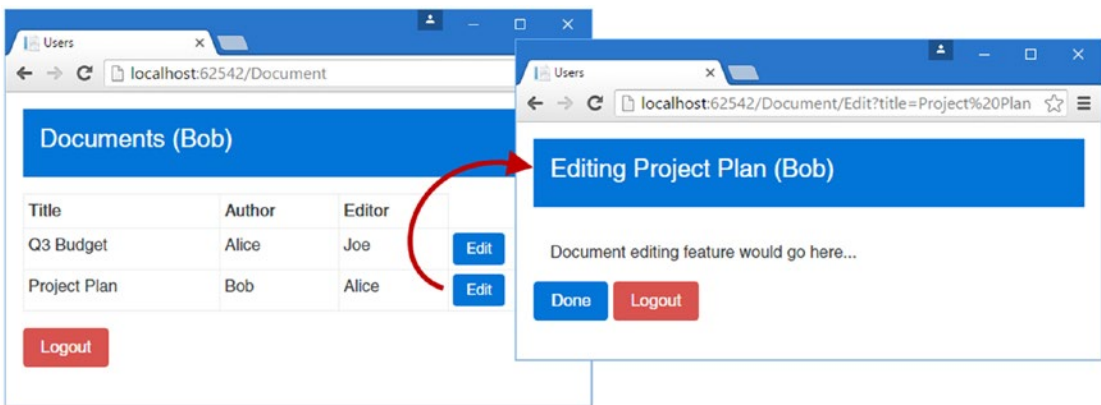 Users
localhost:62542/Document
Documents (Bob)
Title Author Editor
Q3 Budget Alice Joe Edit
Project Plan Bob Alice Edit
Logout
Users
localhost:62542/Document/Edit?title=Project%20Plan
Editing Project Plan (Bob)
Document editing feature would go here...
Done Logout